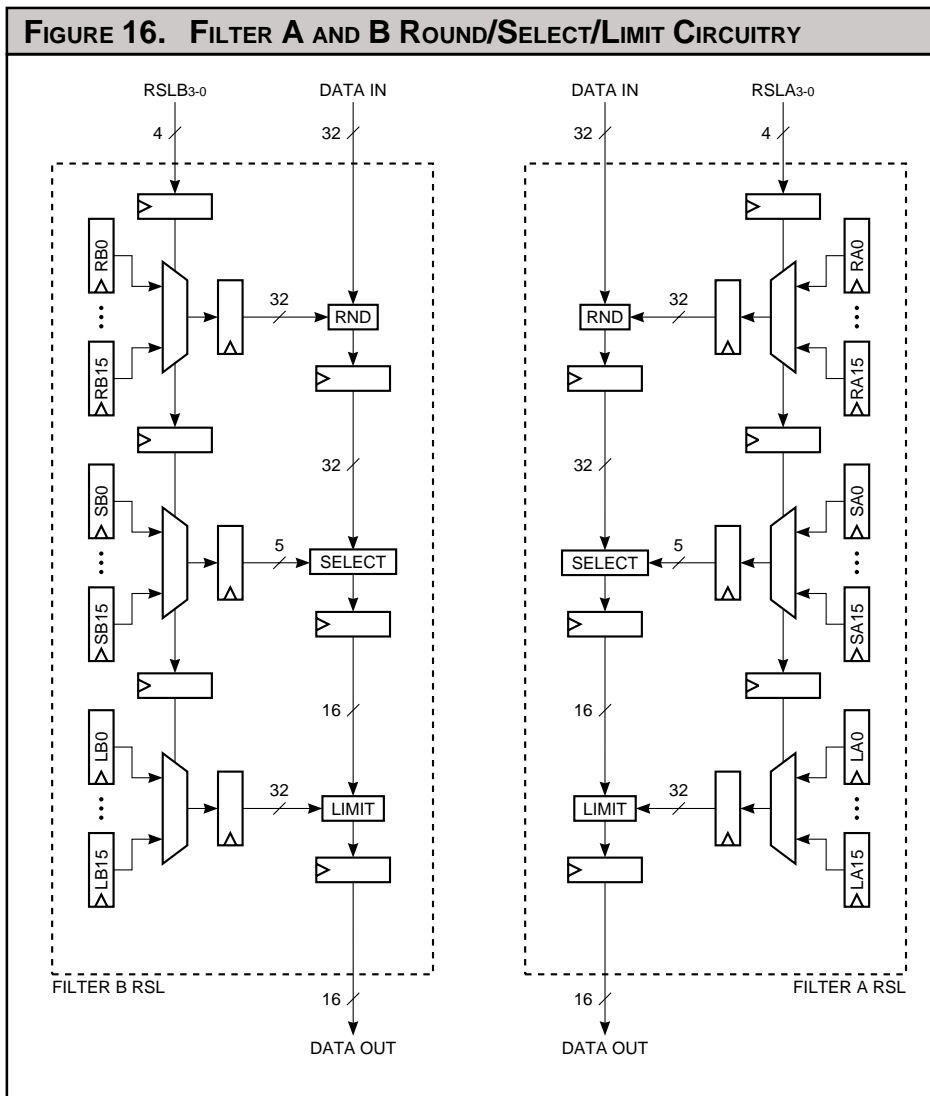 FIGURE 16. FILTER A AND B ROUND/SELECT/LIMIT CIRCUITRY
RSLB3-0
DATA IN
DATA IN
RSLA3-0
4
32
32
4
RB0
RB15
32
RND
RND
32
RA0
RA15
32
32
SB0
SB15
5
SELECT
SELECT
5
SA0
SA15
16
16
LB0
LB15
32
LIMIT
LIMIT
32
LA0
LA15
FILTER B RSL
16
16
FILTER A RSL
DATA OUT
DATA OUT